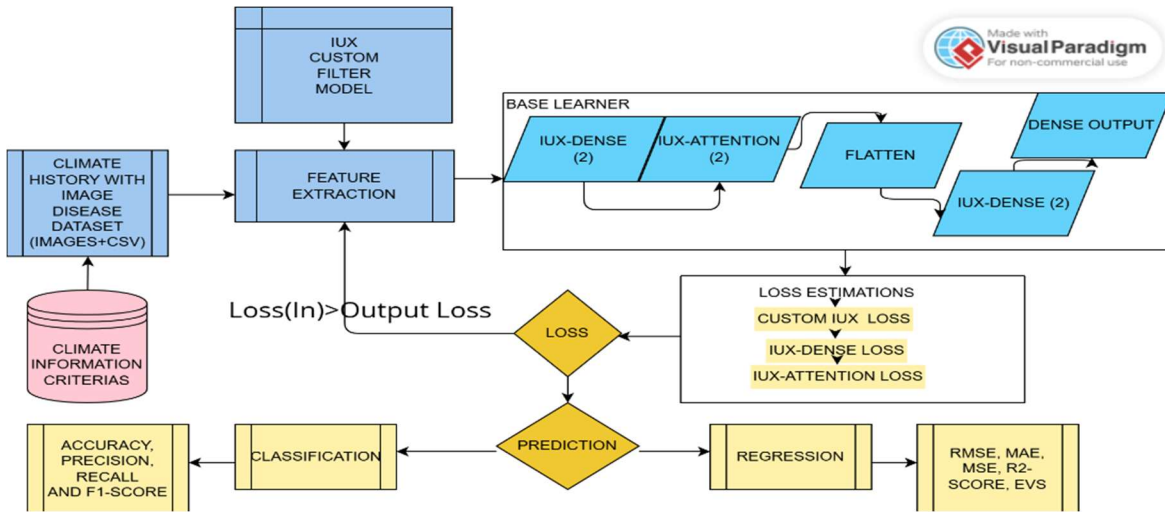 IUX
CUSTOM
FILTER
MODEL
Made with
Visual Paradigm
For non-commercial use
BASE LEARNER
IUX-DENSE
(2)
IUX-ATTENTION
(2)
FLATTEN
DENSE OUTPUT
IUX-DENSE (2)
CLIMATE
HISTORY WITH
IMAGE
DISEASE
DATASET
(IMAGES+CSV)
FEATURE
EXTRACTION
Loss(In)>Output Loss
LOSS
LOSS ESTIMATIONS
CUSTOM IUX LOSS
IUX-DENSE LOSS
IUX-ATTENTION LOSS
CLIMATE
INFORMATION
CRITERIAS
ACCURACY,
PRECISION,
RECALL
AND F1-SCORE
CLASSIFICATION
PREDICTION
REGRESSION
RMSE, MAE,
MSE, R2-
SCORE, EVS